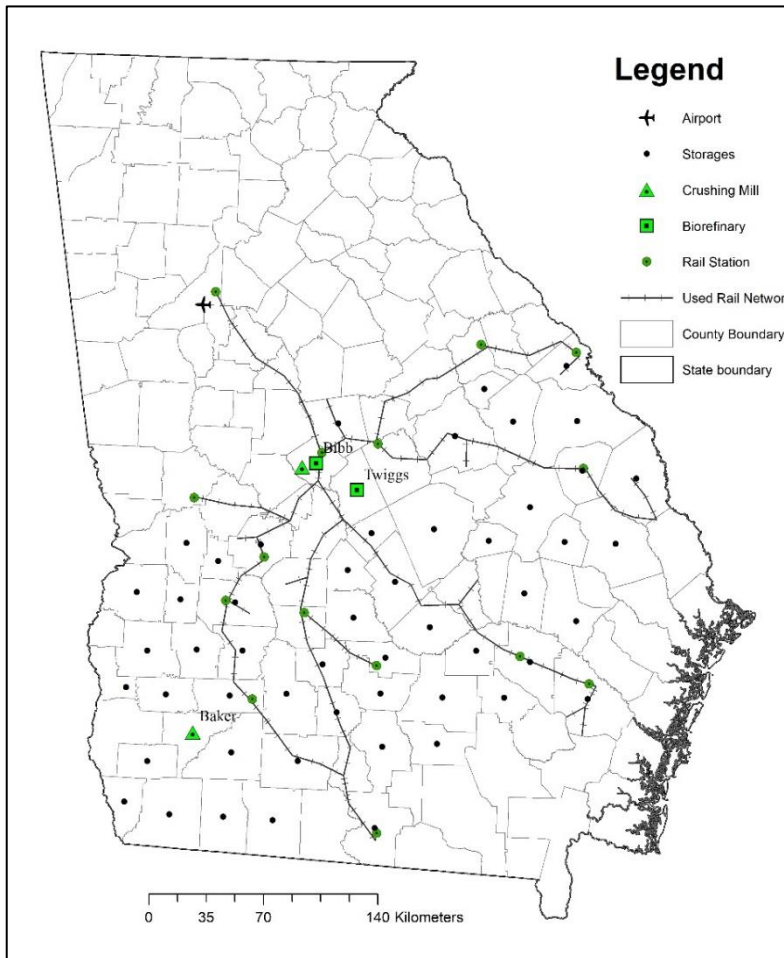 Legend
Airport
Storages
Crushing Mill
Biorefinary
Rail Station
Used Rail Networ
County Boundary
State boundary
Bibb
Twiggs
Baker
0 35 70 140 Kilometers